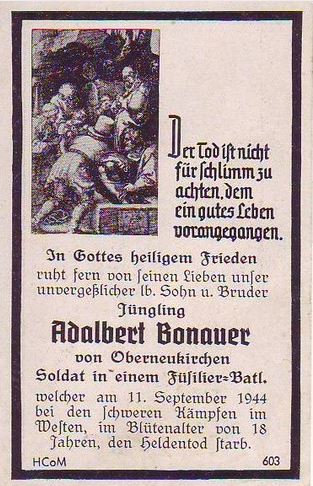 Der Tod ist nicht
für schlimm zu
achten, dem
ein gutes Leben
vorangegangen.
In Gottes heiligem Frieden
ruht fern von seinen Lieben unser
unvergeßlicher lb. Sohn u. Bruder
Jüngling
Adalbert Bonauer
von Oberneukirchen
Soldat in einem Füsilier-Batl.
welcher am 11. September 1944
bei den schweren Kämpfen im
Westen, im Blütenalter von 18
Jahren, den Heldentod starb.
HCoM 603